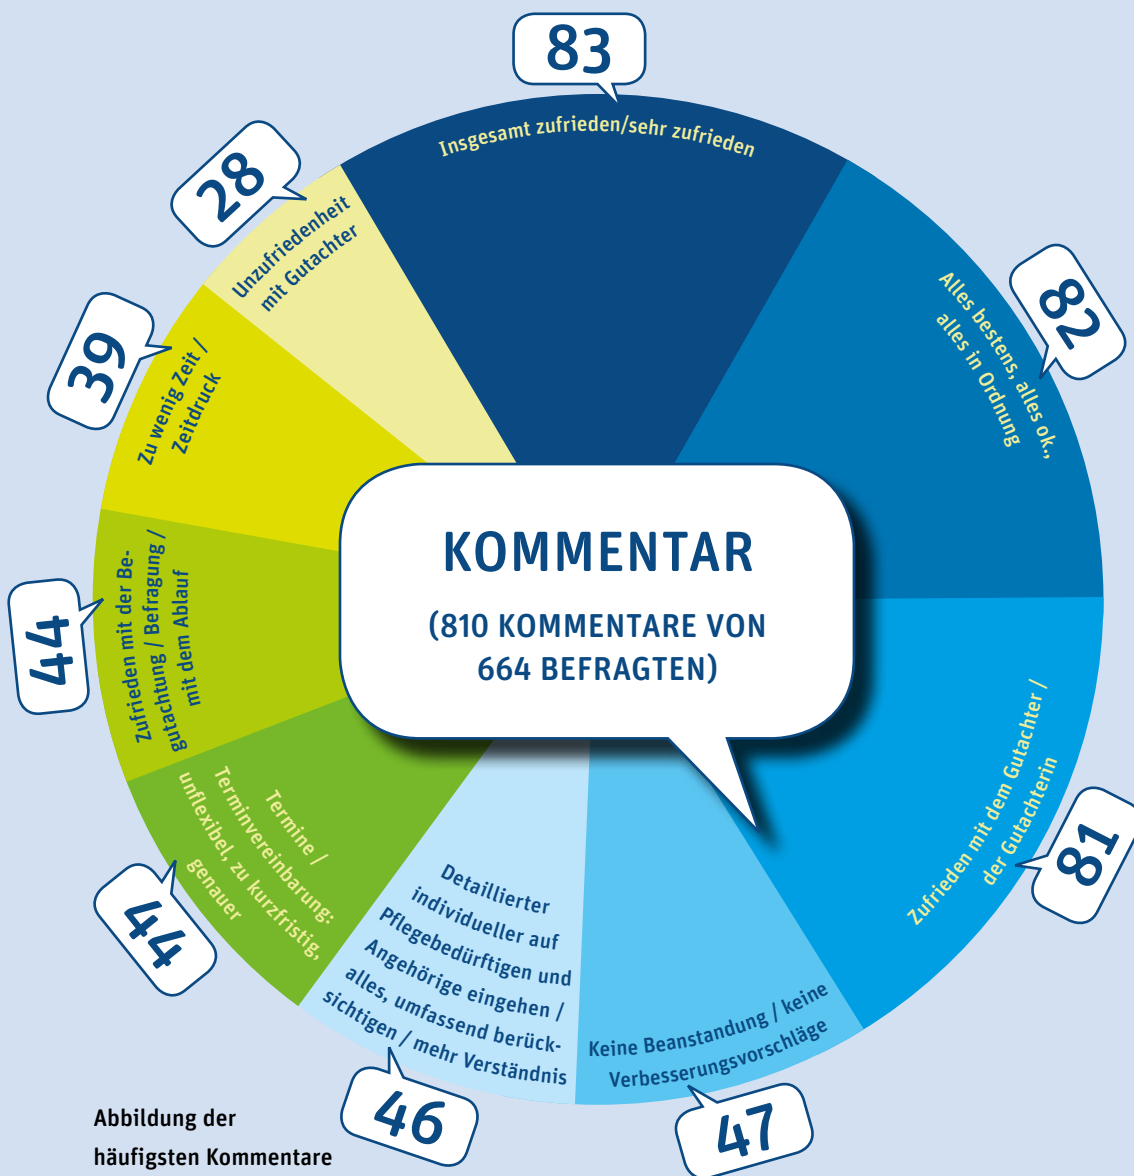 83
Insgesamt zufrieden/sehr zufrieden
82
Alles bestens, alles ok.,
alles in Ordnung
81
Zufrieden mit dem Gutachter /
der Gutachterin
47
Keine Beanstandung / keine
Verbesserungsvorschläge
46
Detaillierter
individueller auf
Pflegebedürftigen und
Angehörige eingehen /
alles, umfassend berück-
sichtigen / mehr Verständnis
44
Termine /
Terminvereinbarung:
unflexibel, zu kurzfristig,
genauer
44
Zufrieden mit der Be-
gutachtung / Befragung /
mit dem Ablauf
39
Zu wenig Zeit /
Zeitdruck
28
Unzufriedenheit
mit Gutachter
KOMMENTAR
(810 KOMMENTARE VON
664 BEFRAGTEN)
Abbildung der
häufigsten Kommentare